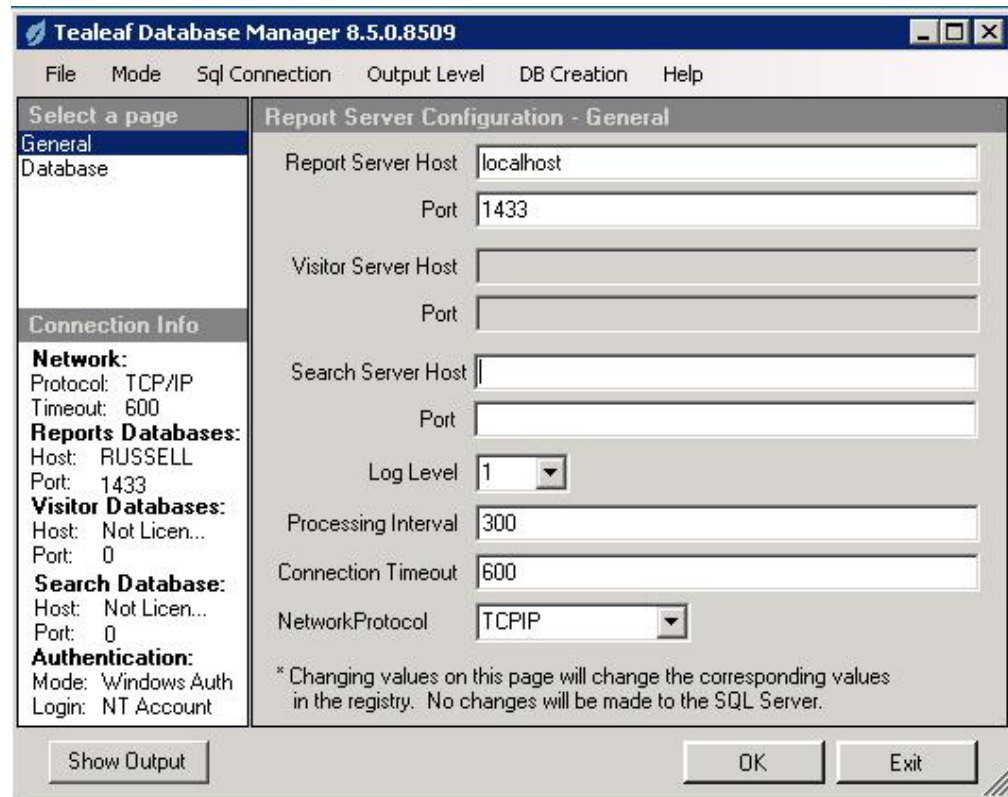 Tealeaf Database Manager 8.5.0.8509
File Mode Sql Connection Output Level DB Creation Help
Select a page
General
Database
Connection Info
Network:
Protocol: TCP/IP
Timeout: 600
Reports Databases:
Host: RUSSELL
Port: 1433
Visitor Databases:
Host: Not Licen...
Port: 0
Search Database:
Host: Not Licen...
Port: 0
Authentication:
Mode: Windows Auth
Login: NT Account
Report Server Configuration - General
Report Server Host localhost
Port 1433
Visitor Server Host
Port
Search Server Host
Port
Log Level 1
Processing Interval 300
Connection Timeout 600
NetworkProtocol TCPIP
* Changing values on this page will change the corresponding values
in the registry. No changes will be made to the SQL Server.
Show Output OK Exit